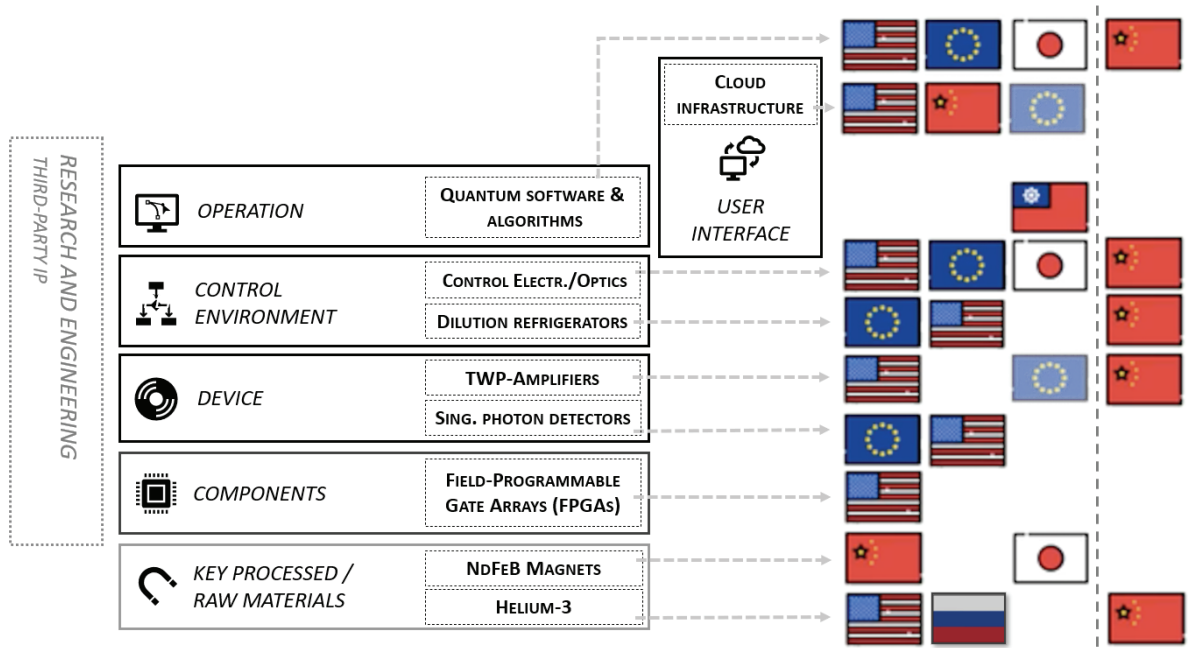 RESEARCH AND ENGINEERING
THIRD-PARTY IP
CLOUD
INFRASTRUCTURE
USER
INTERFACE
OPERATION
QUANTUM SOFTWARE &
ALGORITHMS
CONTROL
ENVIRONMENT
CONTROL ELECTR./OPTICS
DILUTION REFRIGERATORS
DEVICE
TWP-AMPLIFIERS
SING. PHOTON DETECTORS
COMPONENTS
FIELD-PROGRAMMABLE
GATE ARRAYS (FPGAS)
KEY PROCESSED /
RAW MATERIALS
NDFEB MAGNETS
HELIUM-3